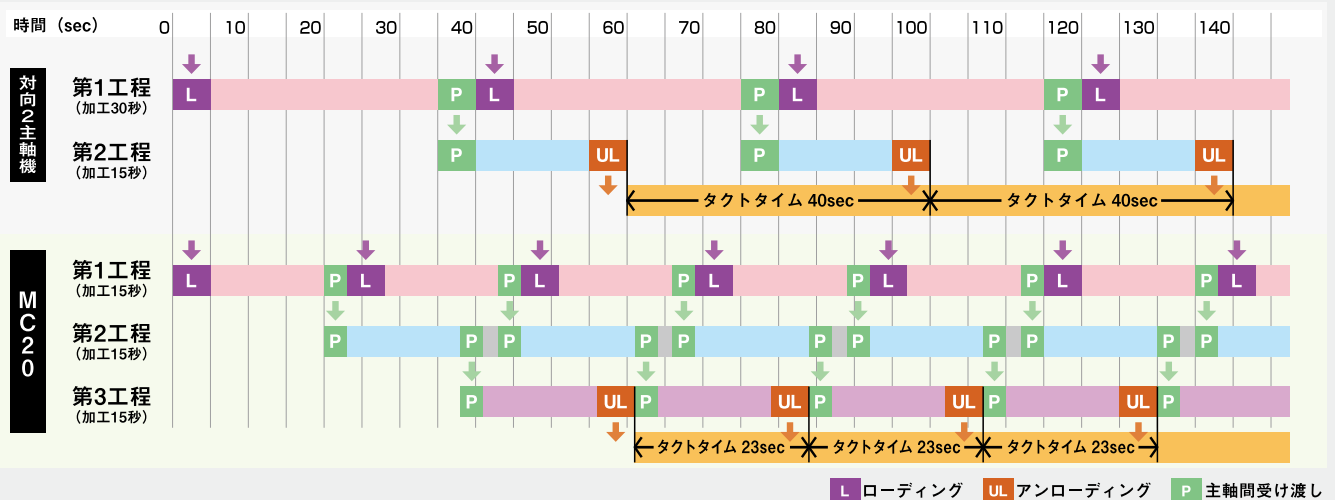 時間（sec） 0 10 20 30 40 50 60 70 80 90 100 110 120 130 140
対向2主軸機
第1工程
（加工30秒）
L P L P L P L
第2工程
（加工15秒）
P UL P UL P UL
タクトタイム 40sec タクトタイム 40sec
MC20
第1工程
（加工15秒）
L P L P L P L P L P L P L
第2工程
（加工15秒）
P P P P P P P P P P P
第3工程
（加工15秒）
P UL P UL P UL P UL P
タクトタイム 23sec タクトタイム 23sec タクトタイム 23sec
L ローディング UL アンローディング P 主軸間受け渡し